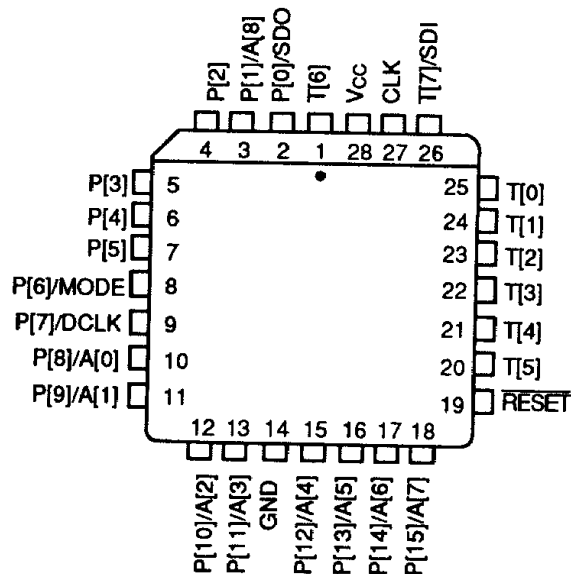 P[2]
P[1]/A[8]
P[0]/SDO
T[6]
Vcc
CLK
T[7]/SDI
4 3 2 1 28 27 26
P[3] 5
P[4] 6
P[5] 7
P[6]/MODE 8
P[7]/DCLK 9
P[8]/A[0] 10
P[9]/A[1] 11
25 T[0]
24 T[1]
23 T[2]
22 T[3]
21 T[4]
20 T[5]
19 RESET
12 13 14 15 16 17 18
P[10]/A[2]
P[11]/A[3]
GND
P[12]/A[4]
P[13]/A[5]
P[14]/A[6]
P[15]/A[7]